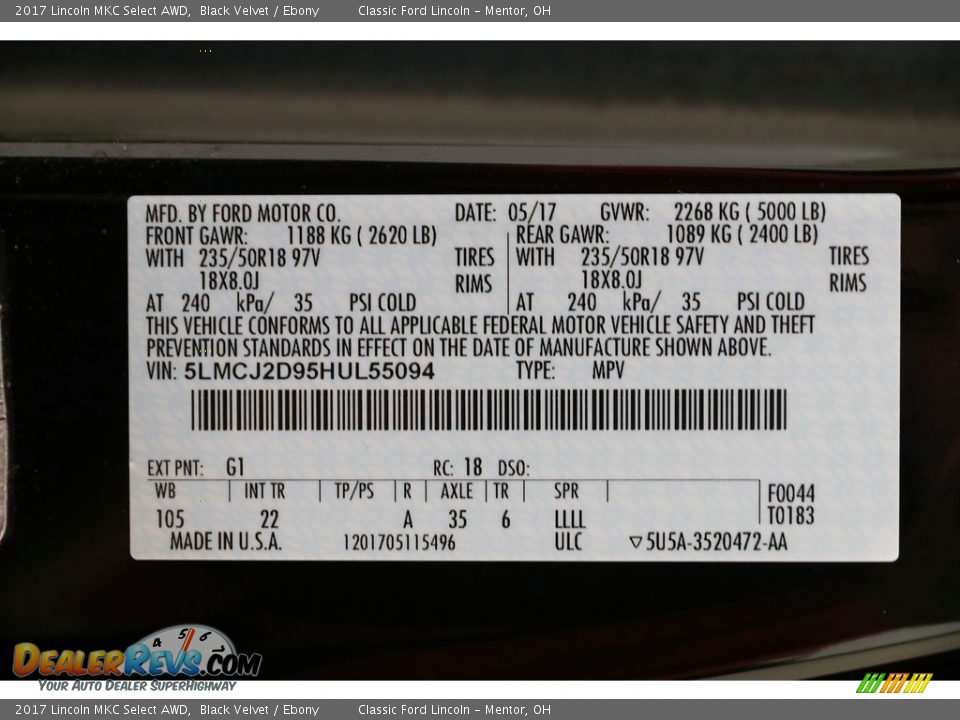 2017 Lincoln MKC Select AWD, Black Velvet / Ebony Classic Ford Lincoln - Mentor, OH
MFD. BY FORD MOTOR CO. DATE: 05/17 GVWR: 2268 KG ( 5000 LB)
FRONT GAWR: 1188 KG ( 2620 LB) REAR GAWR: 1089 KG ( 2400 LB)
WITH 235/50R18 97V TIRES WITH 235/50R18 97V TIRES
18X8.0J RIMS 18X8.0J RIMS
AT 240 kPa/ 35 PSI COLD AT 240 kPa/ 35 PSI COLD
THIS VEHICLE CONFORMS TO ALL APPLICABLE FEDERAL MOTOR VEHICLE SAFETY AND THEFT
PREVENTION STANDARDS IN EFFECT ON THE DATE OF MANUFACTURE SHOWN ABOVE.
VIN: 5LMCJ2D95HUL55094 TYPE: MPV
EXT PNT: G1 RC: 18 DSO:
WB INT TR TP/PS R AXLE TR SPR F0044
105 22 A 35 6 LLLL T0183
MADE IN U.S.A. 1201705115496 ULC ▽5U5A-3520472-AA
4 5 6
DEALERREVS.COM
YOUR AUTO DEALER SUPERHIGHWAY
2017 Lincoln MKC Select AWD, Black Velvet / Ebony Classic Ford Lincoln - Mentor, OH